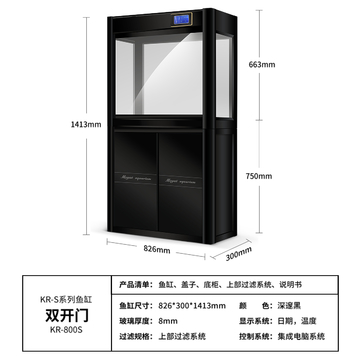 663mm
1413mm
750mm
826mm
300mm
KR-S系列鱼缸
双开门
KR-800S
产品清单：鱼缸、盖子、底柜、上部过滤系统、说明书
鱼缸尺寸：826*300*1413mm
颜 色：深邃黑
玻璃厚度：8mm
显示系统：日期，温度
过滤规格：上部过滤系统
控制系统：集成电脑系统